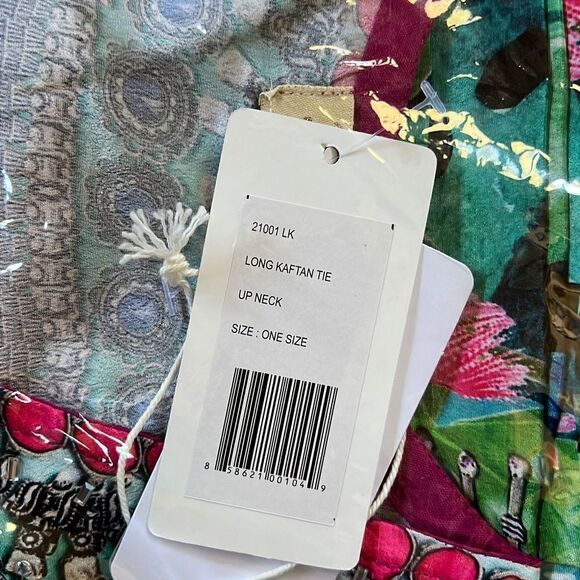 21001 LK
LONG KAFTAN TIE
UP NECK
SIZE : ONE SIZE
8 58621 00104 9